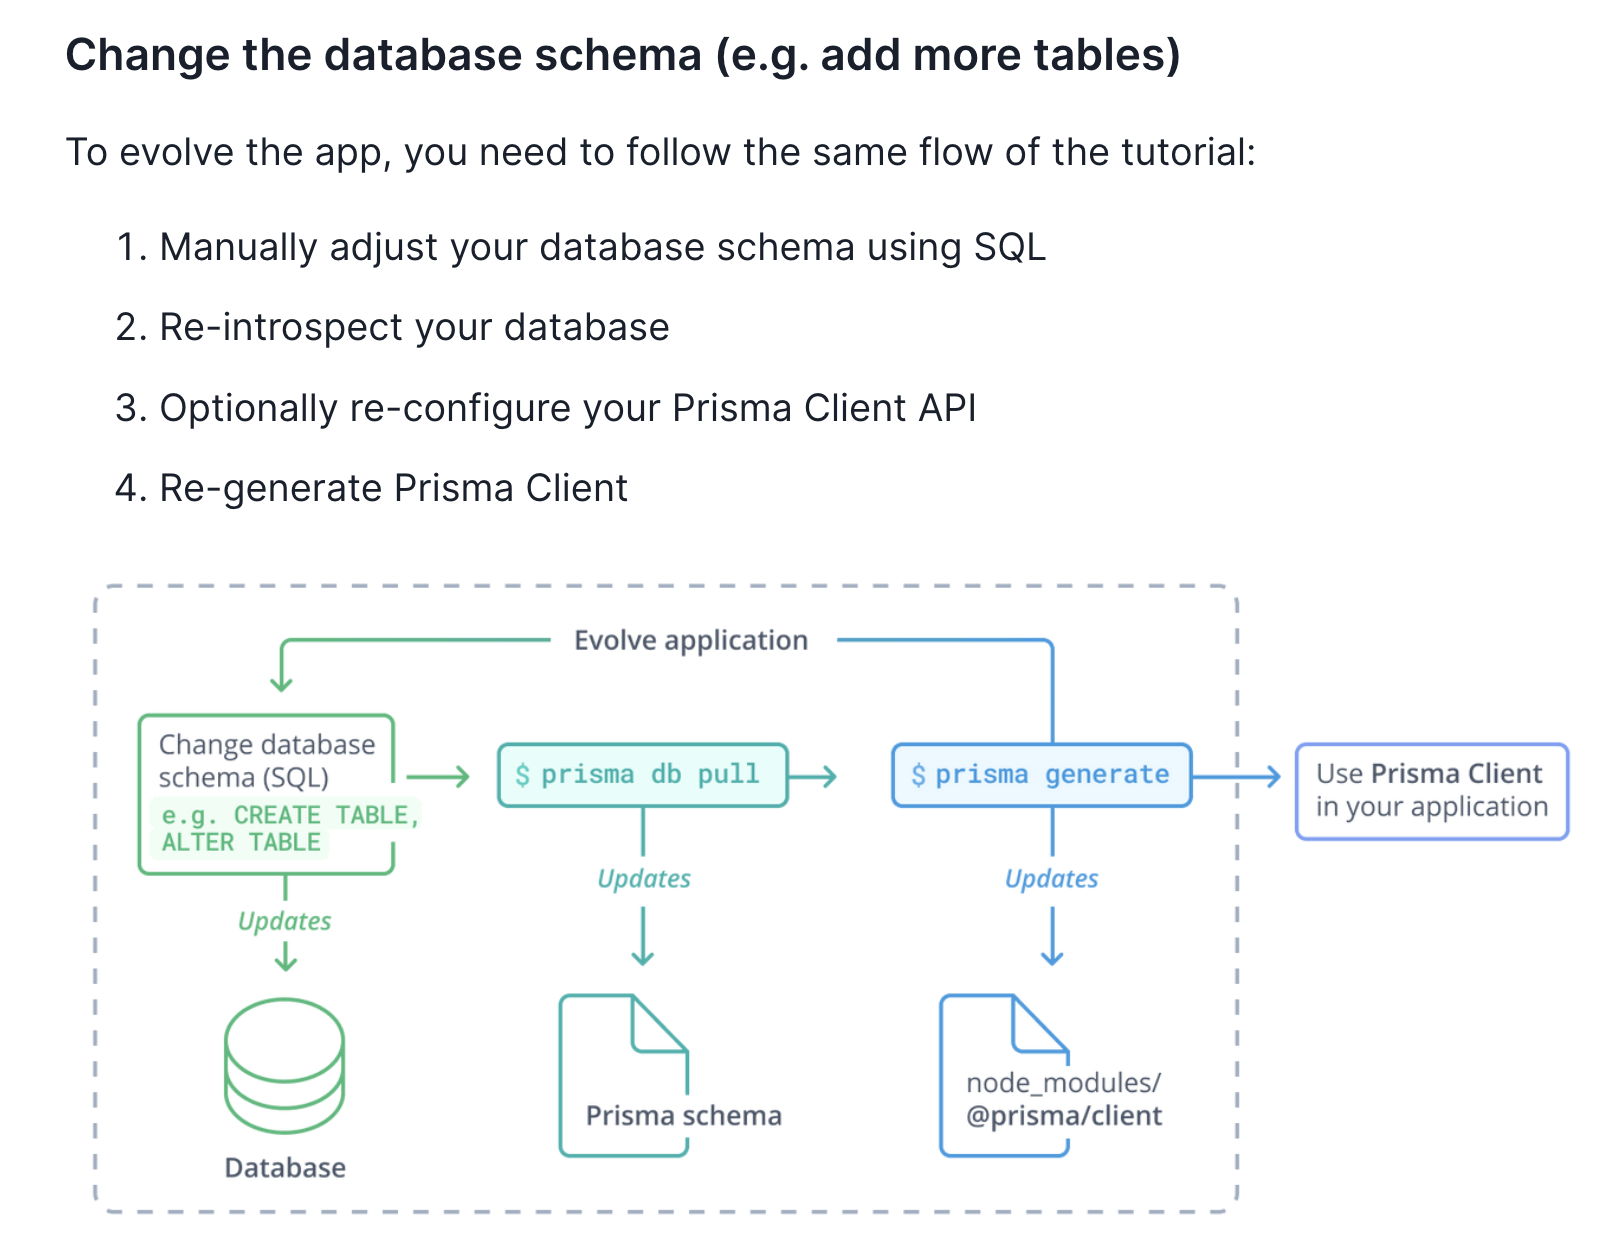 Change the database schema (e.g. add more tables)
To evolve the app, you need to follow the same flow of the tutorial:
1. Manually adjust your database schema using SQL
2. Re-introspect your database
3. Optionally re-configure your Prisma Client API
4. Re-generate Prisma Client
Evolve application
Change database
schema (SQL)
e.g. CREATE TABLE,
ALTER TABLE
$ prisma db pull
$ prisma generate
Use Prisma Client
in your application
Updates
Updates
Updates
Database
Prisma schema
node_modules/
@prisma/client